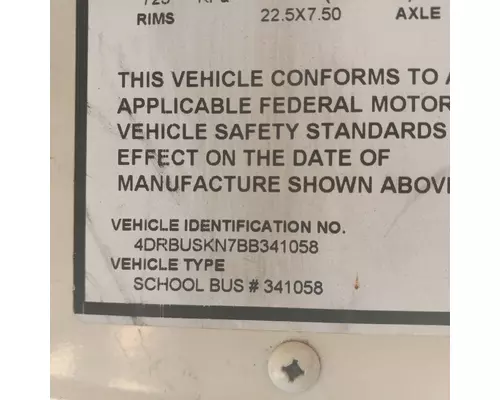 RIMS 22.5X7.50 AXLE
THIS VEHICLE CONFORMS TO A
APPLICABLE FEDERAL MOTOR
VEHICLE SAFETY STANDARDS
EFFECT ON THE DATE OF
MANUFACTURE SHOWN ABOVE
VEHICLE IDENTIFICATION NO.
4DRBUSKN7BB341058
VEHICLE TYPE
SCHOOL BUS # 341058